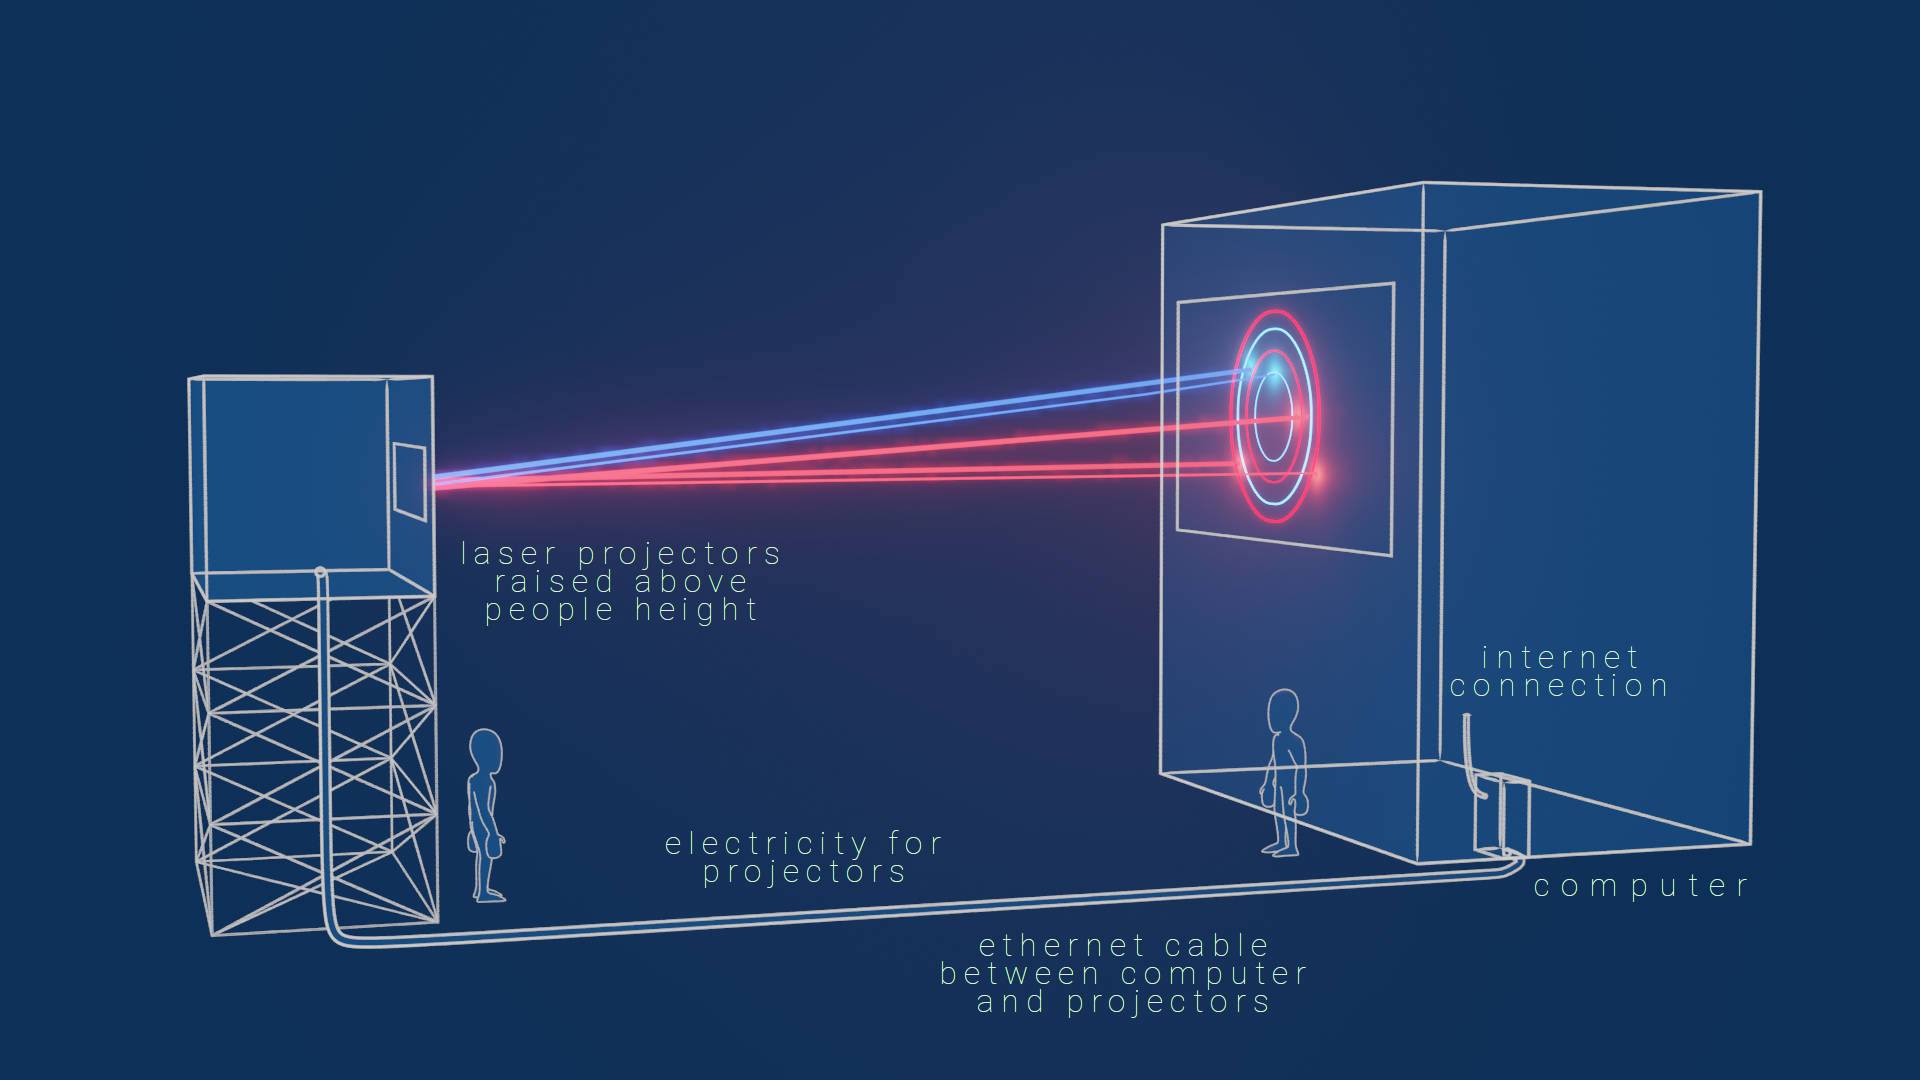 laser projectors
raised above
people height
internet
connection
electricity for
projectors
computer
ethernet cable
between computer
and projectors